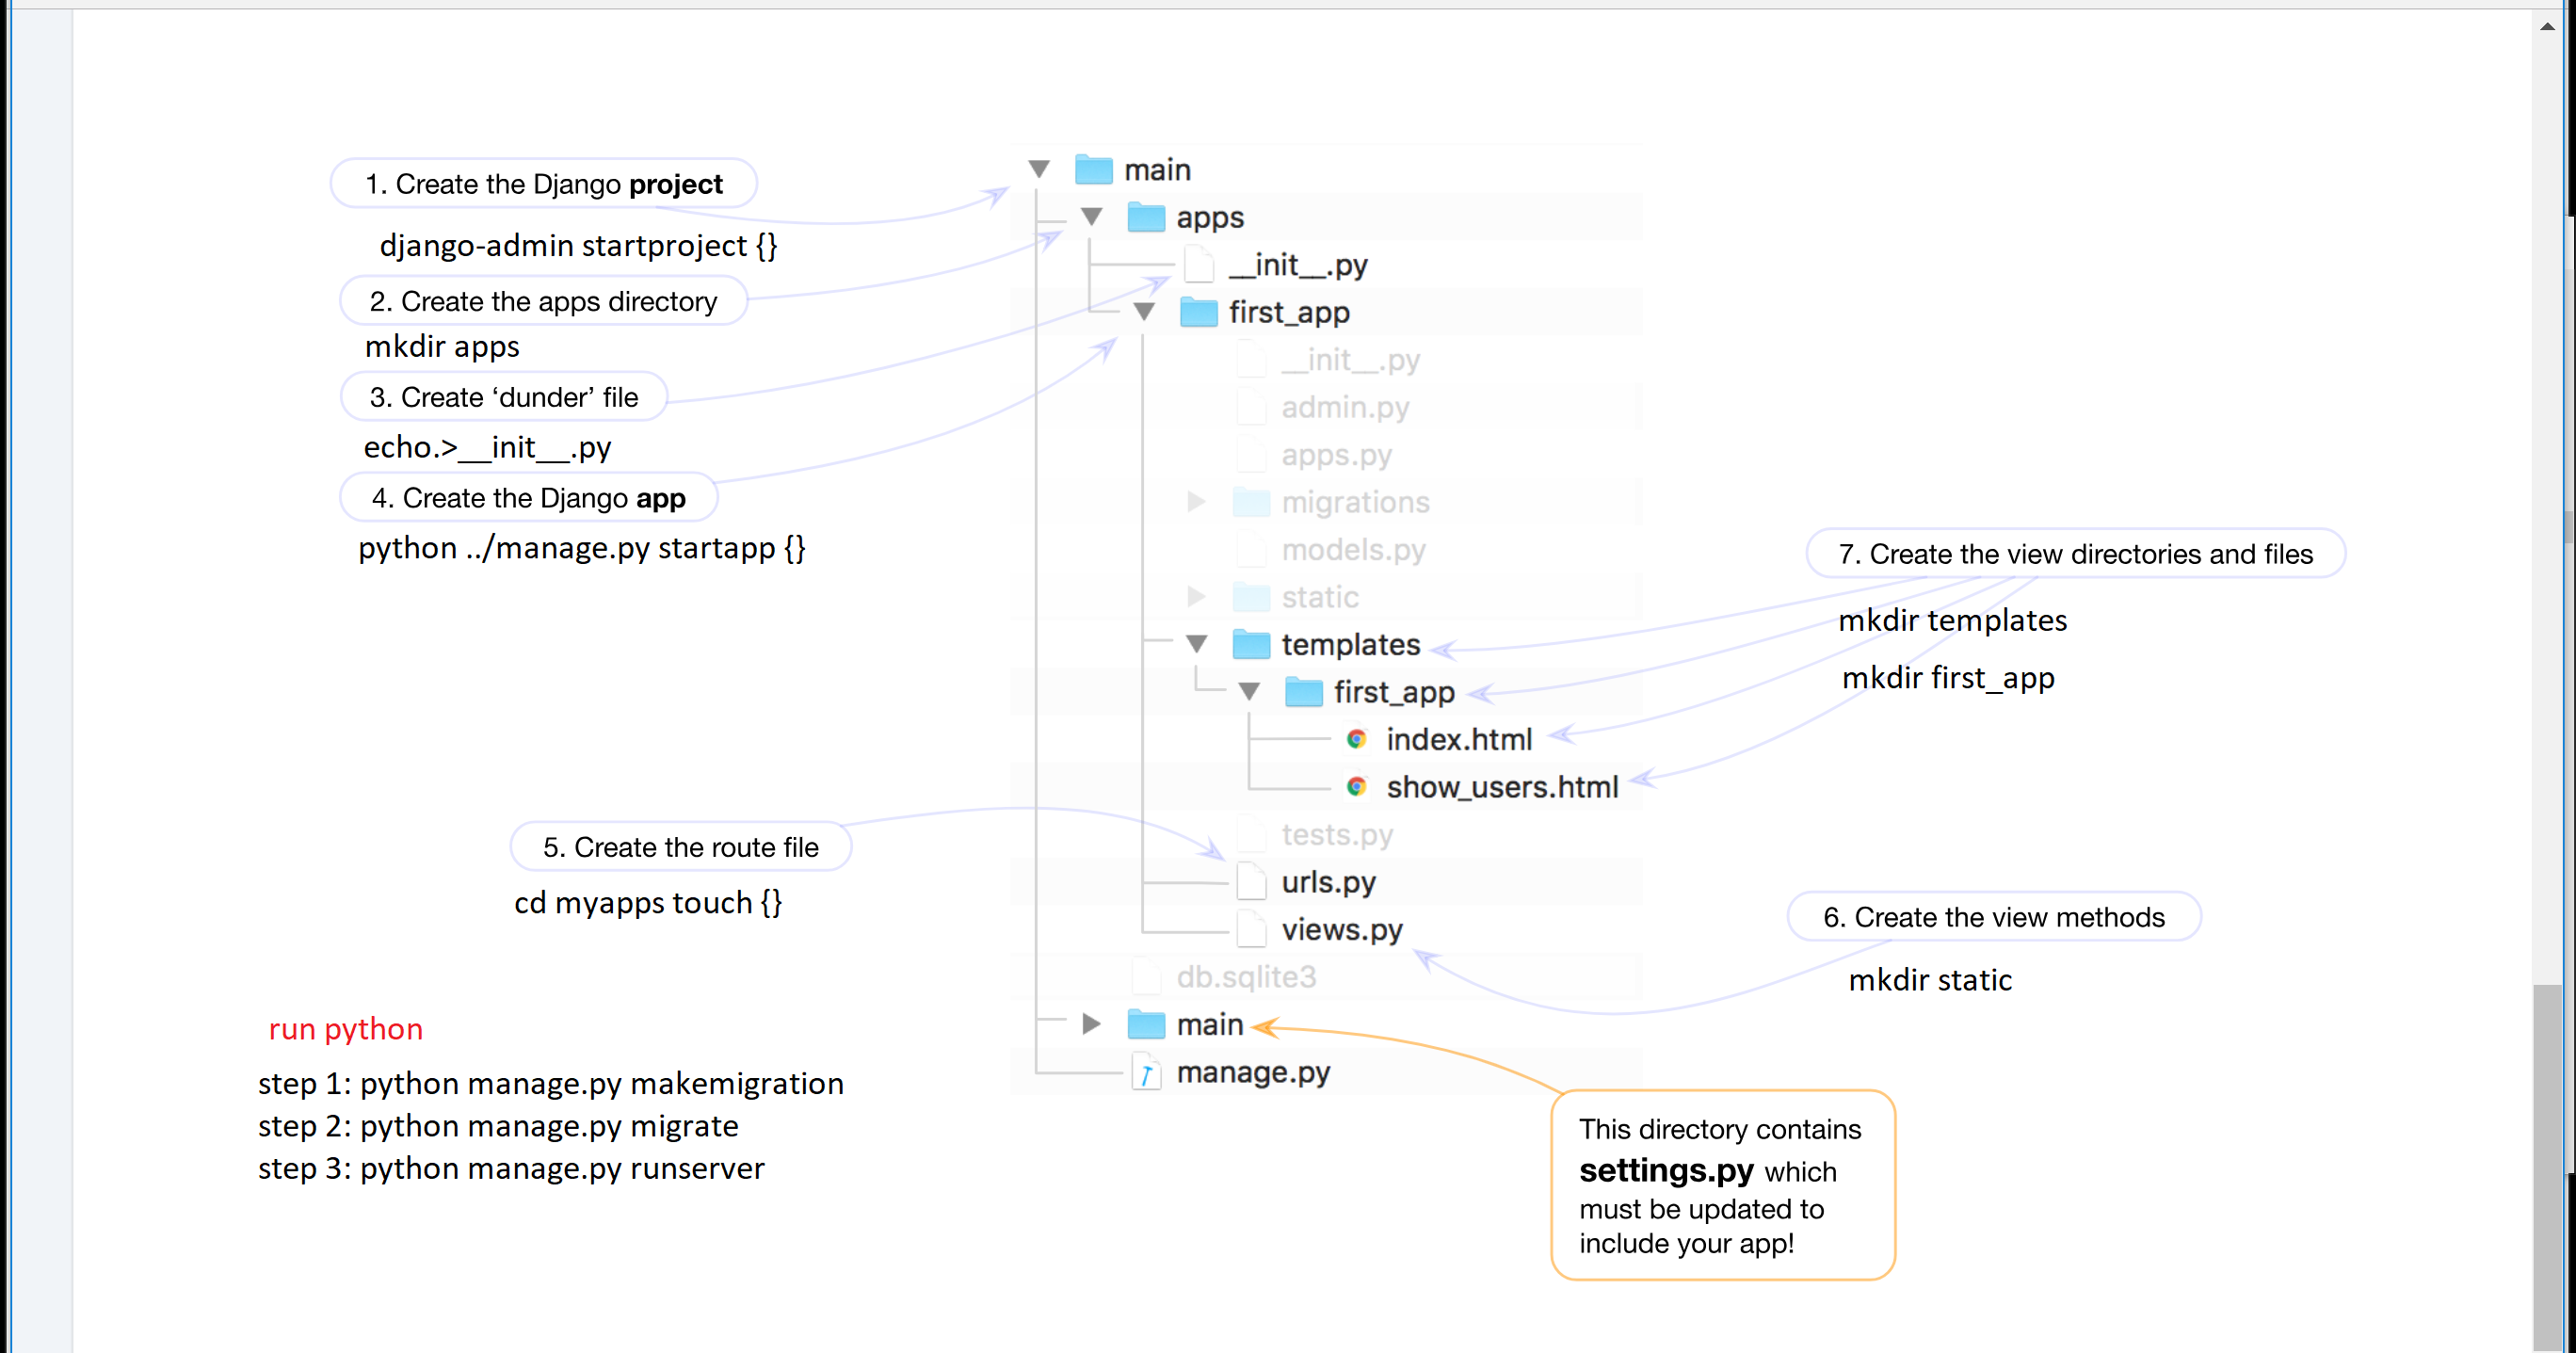 1. Create the Django project
django-admin startproject {}
2. Create the apps directory
mkdir apps
3. Create ‘dunder’ file
echo.>__init__.py
4. Create the Django app
python ../manage.py startapp {}
main
apps
__init__.py
first_app
__init__.py
admin.py
apps.py
migrations
models.py
static
templates
first_app
index.html
show_users.html
tests.py
urls.py
views.py
db.sqlite3
main
manage.py
7. Create the view directories and files
mkdir templates
mkdir first_app
5. Create the route file
cd myapps touch {}
6. Create the view methods
mkdir static
run python
step 1: python manage.py makemigration
step 2: python manage.py migrate
step 3: python manage.py runserver
This directory contains
settings.py which
must be updated to
include your app!